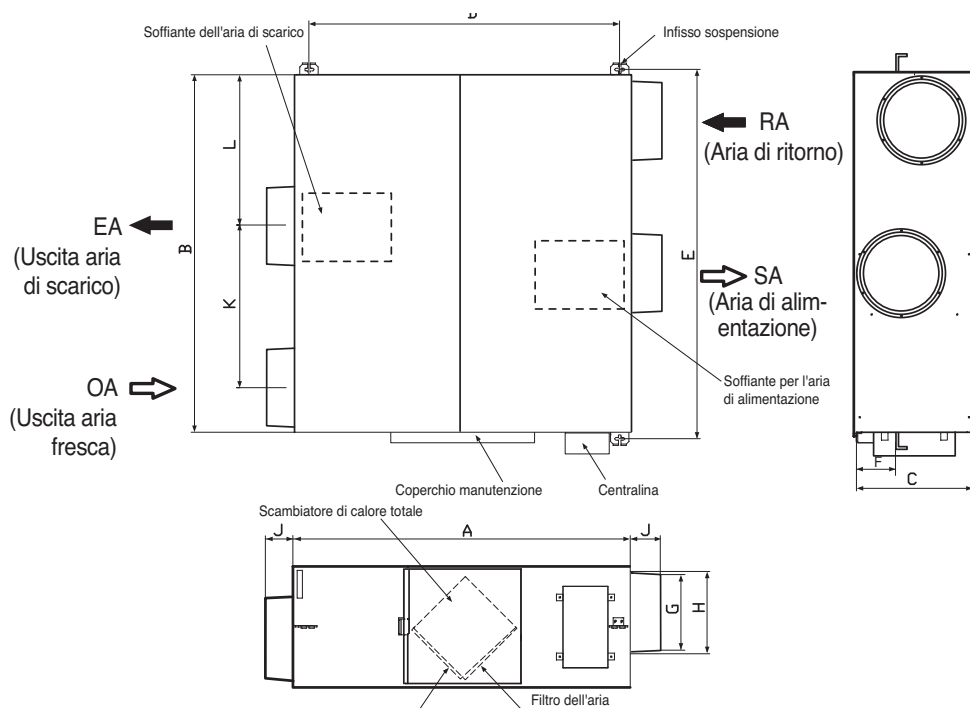 D
Soffiante dell'aria di scarico
Infisso sospensione
L
RA
(Aria di ritorno)
EA
(Uscita aria
di scarico)
B
E
SA
(Aria di alim-
entazione)
K
OA
(Uscita aria
fresca)
Soffiante per l'aria
di alimentazione
F
C
Coperchio manutenzione
Centralina
Scambiatore di calore totale
J
A
J
G
H
Filtro dell'aria